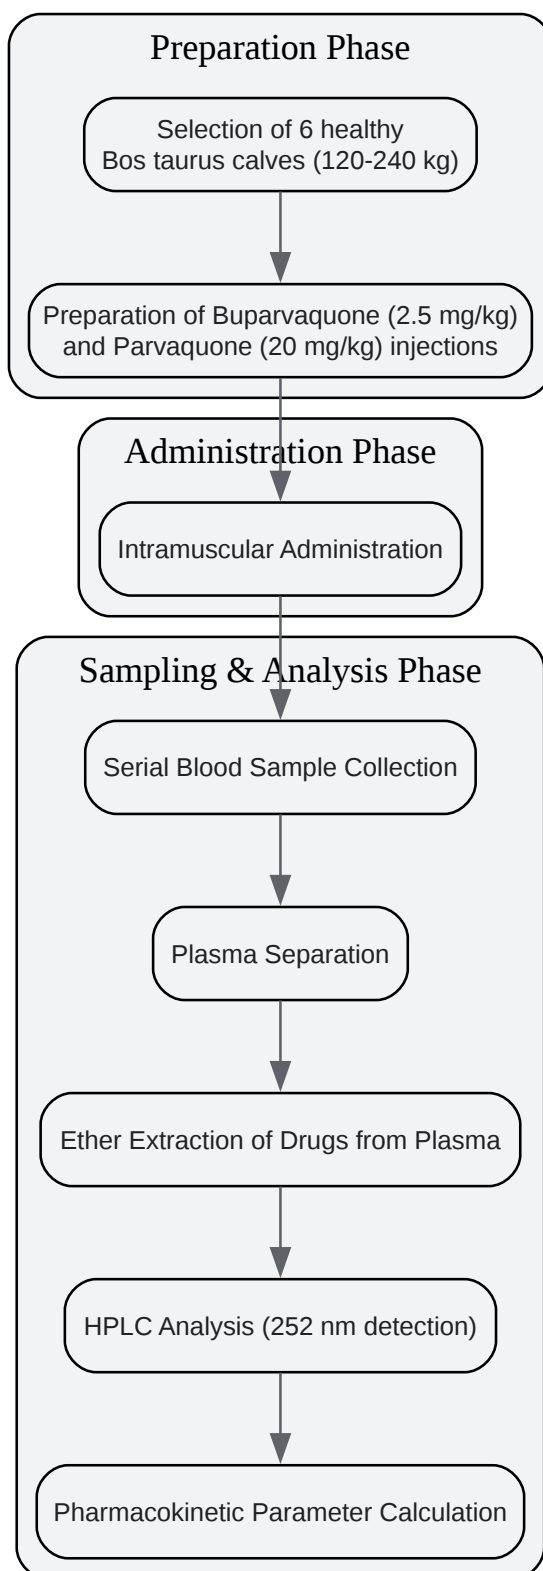 Preparation Phase
Selection of 6 healthy
Bos taurus calves (120-240 kg)
Preparation of Buparvaquone (2.5 mg/kg)
and Parvaquone (20 mg/kg) injections
Administration Phase
Intramuscular Administration
Sampling & Analysis Phase
Serial Blood Sample Collection
Plasma Separation
Ether Extraction of Drugs from Plasma
HPLC Analysis (252 nm detection)
Pharmacokinetic Parameter Calculation